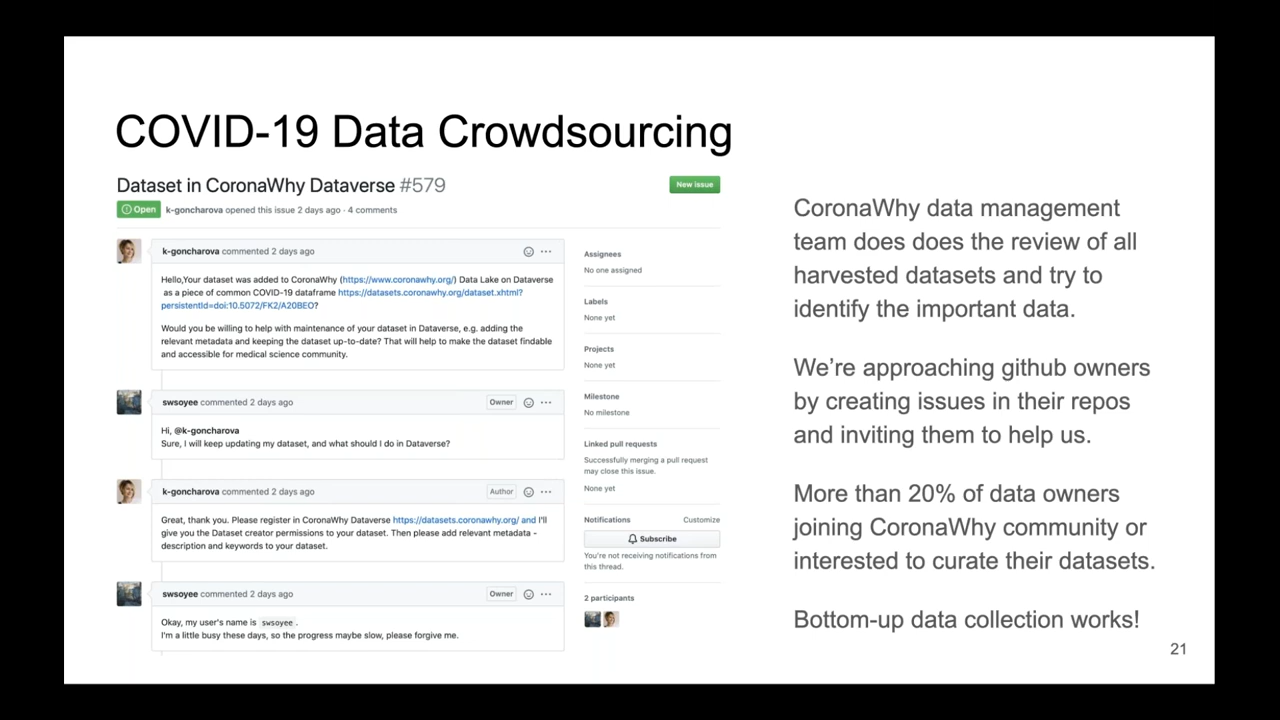 COVID-19 Data Crowdsourcing
Dataset in CoronaWhy Dataverse #579
New issue
Open k-goncharova opened this issue 2 days ago · 4 comments
k-goncharova commented 2 days ago
Hello,Your dataset was added to CoronaWhy (https://www.coronawhy.org/) Data Lake on Dataverse
as a piece of common COVID-19 dataframe https://datasets.coronawhy.org/dataset.xhtml?
persistentId=doi:10.5072/FK2/A20BEO?
Would you be willing to help with maintenance of your dataset in Dataverse, e.g. adding the
relevant metadata and keeping the dataset up-to-date? That will help to make the dataset findable
and accessible for medical science community.
swsoyee commented 2 days ago
Owner
Hi, @k-goncharova
Sure, I will keep updating my dataset, and what should I do in Dataverse?
k-goncharova commented 2 days ago
Author
Great, thank you. Please register in CoronaWhy Dataverse https://datasets.coronawhy.org/ and I'll
give you the Dataset creator permissions to your dataset. Then please add relevant metadata -
description and keywords to your dataset.
swsoyee commented 2 days ago
Owner
Okay, my user's name is swsoyee .
I'm a little busy these days, so the progress maybe slow, please forgive me.
Assignees
No one assigned
Labels
None yet
Projects
None yet
Milestone
No milestone
Linked pull requests
Successfully merging a pull request
may close this issue.
None yet
Notifications
Customize
Subscribe
You're not receiving notifications from
this thread.
2 participants
CoronaWhy data management
team does does the review of all
harvested datasets and try to
identify the important data.
We're approaching github owners
by creating issues in their repos
and inviting them to help us.
More than 20% of data owners
joining CoronaWhy community or
interested to curate their datasets.
Bottom-up data collection works!
21